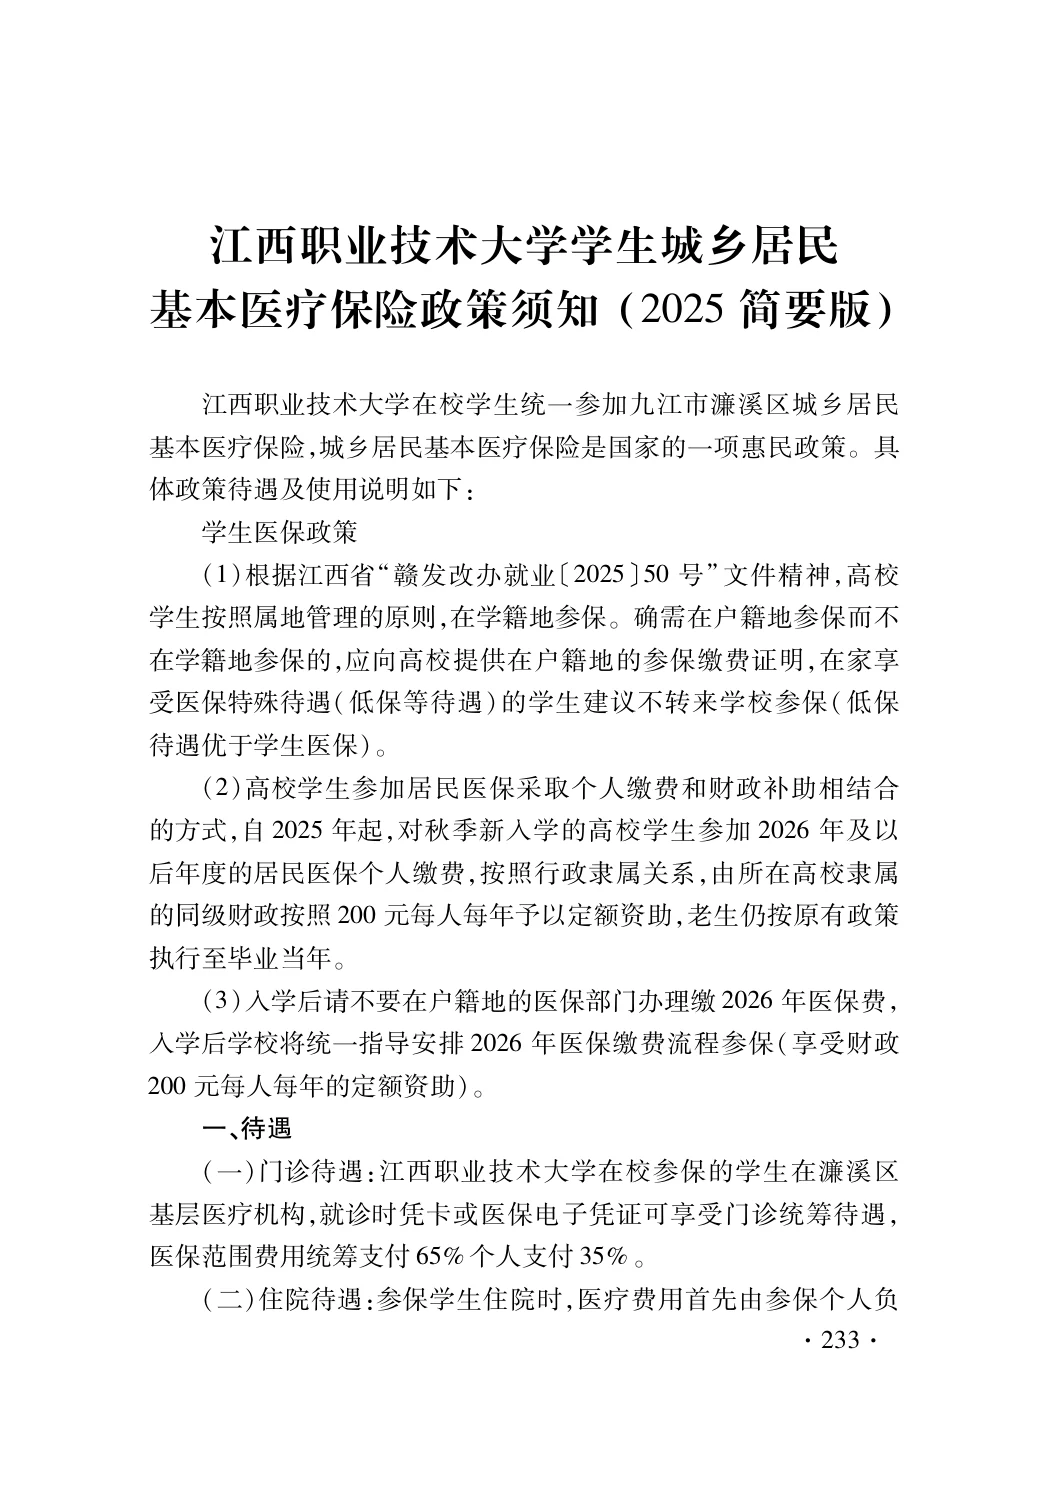 江西职业技术大学学生城乡居民
基本医疗保险政策须知（2025 简要版）
江西职业技术大学在校学生统一参加九江市濂溪区城乡居民
基本医疗保险，城乡居民基本医疗保险是国家的一项惠民政策。具
体政策待遇及使用说明如下：
学生医保政策
（1）根据江西省“赣发改办就业〔2025〕50 号”文件精神，高校
学生按照属地管理的原则，在学籍地参保。确需在户籍地参保而不
在学籍地参保的，应向高校提供在户籍地的参保缴费证明，在家享
受医保特殊待遇（低保等待遇）的学生建议不转来学校参保（低保
待遇优于学生医保）。
（2）高校学生参加居民医保采取个人缴费和财政补助相结合
的方式，自 2025 年起，对秋季新入学的高校学生参加 2026 年及以
后年度的居民医保个人缴费，按照行政隶属关系，由所在高校隶属
的同级财政按照 200 元每人每年予以定额资助，老生仍按原有政策
执行至毕业当年。
（3）入学后请不要在户籍地的医保部门办理缴 2026 年医保费，
入学后学校将统一指导安排 2026 年医保缴费流程参保（享受财政
200 元每人每年的定额资助）。
一、待遇
（一）门诊待遇：江西职业技术大学在校参保的学生在濂溪区
基层医疗机构，就诊时凭卡或医保电子凭证可享受门诊统筹待遇，
医保范围费用统筹支付 65% 个人支付 35% 。
（二）住院待遇：参保学生住院时，医疗费用首先由参保个人负
· 233 ·